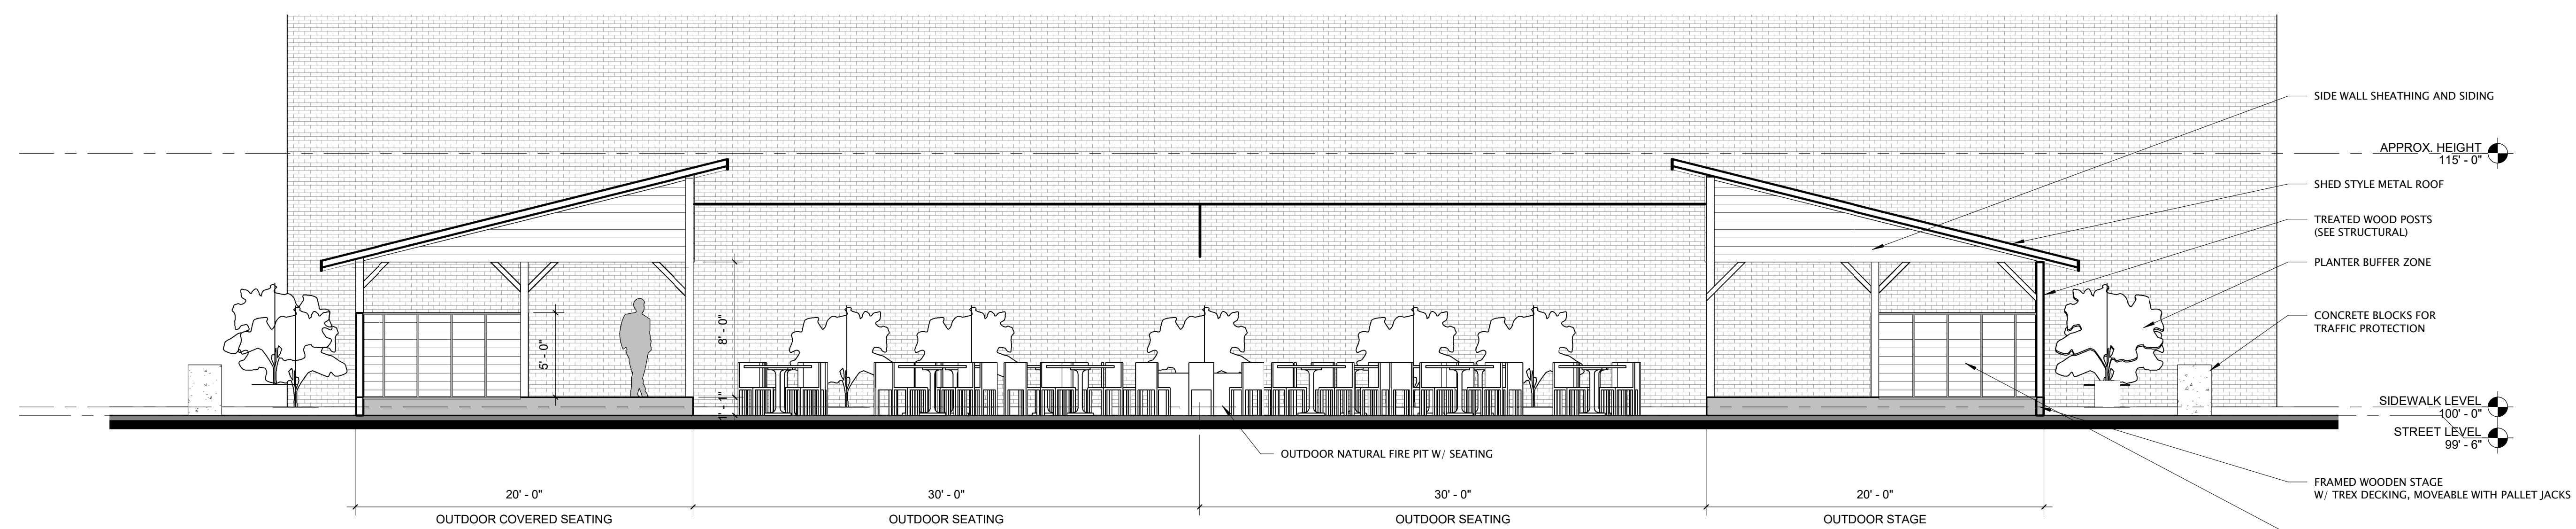 SIDE WALL SHEATHING AND SIDING
APPROX. HEIGHT
115' - 0"
SHED STYLE METAL ROOF
TREATED WOOD POSTS
(SEE STRUCTURAL)
PLANTER BUFFER ZONE
CONCRETE BLOCKS FOR
TRAFFIC PROTECTION
5' - 0"
8' - 0"
1' - 1"
SIDEWALK LEVEL
100' - 0"
STREET LEVEL
99' - 6"
OUTDOOR NATURAL FIRE PIT W/ SEATING
FRAMED WOODEN STAGE
W/ TREX DECKING, MOVEABLE WITH PALLET JACKS
20' - 0"
30' - 0"
30' - 0"
20' - 0"
OUTDOOR COVERED SEATING
OUTDOOR SEATING
OUTDOOR SEATING
OUTDOOR STAGE